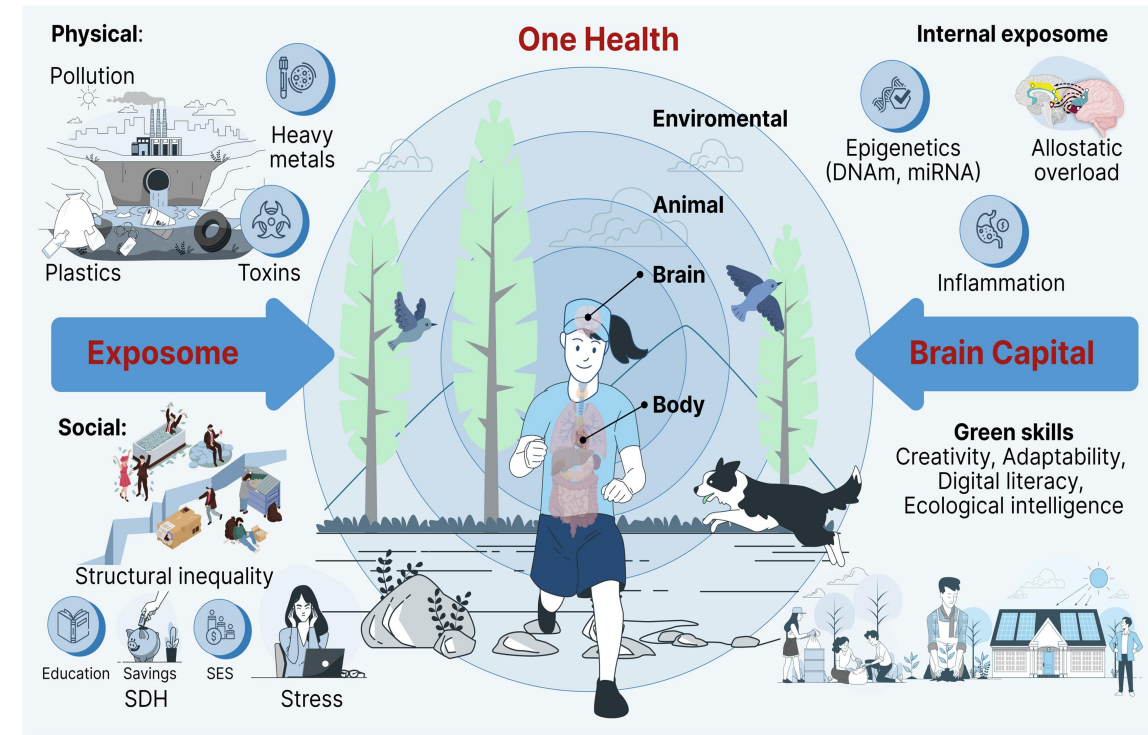 Physical:
Pollution
Heavy
metals
Plastics
Toxins
Exposome
Social:
Structural inequality
Education
Savings
SES
SDH
Stress
One Health
Enviromental
Animal
Brain
Body
Internal exposome
Epigenetics
(DNAm, miRNA)
Allostatic
overload
Inflammation
Brain Capital
Green skills
Creativity, Adaptability,
Digital literacy,
Ecological intelligence